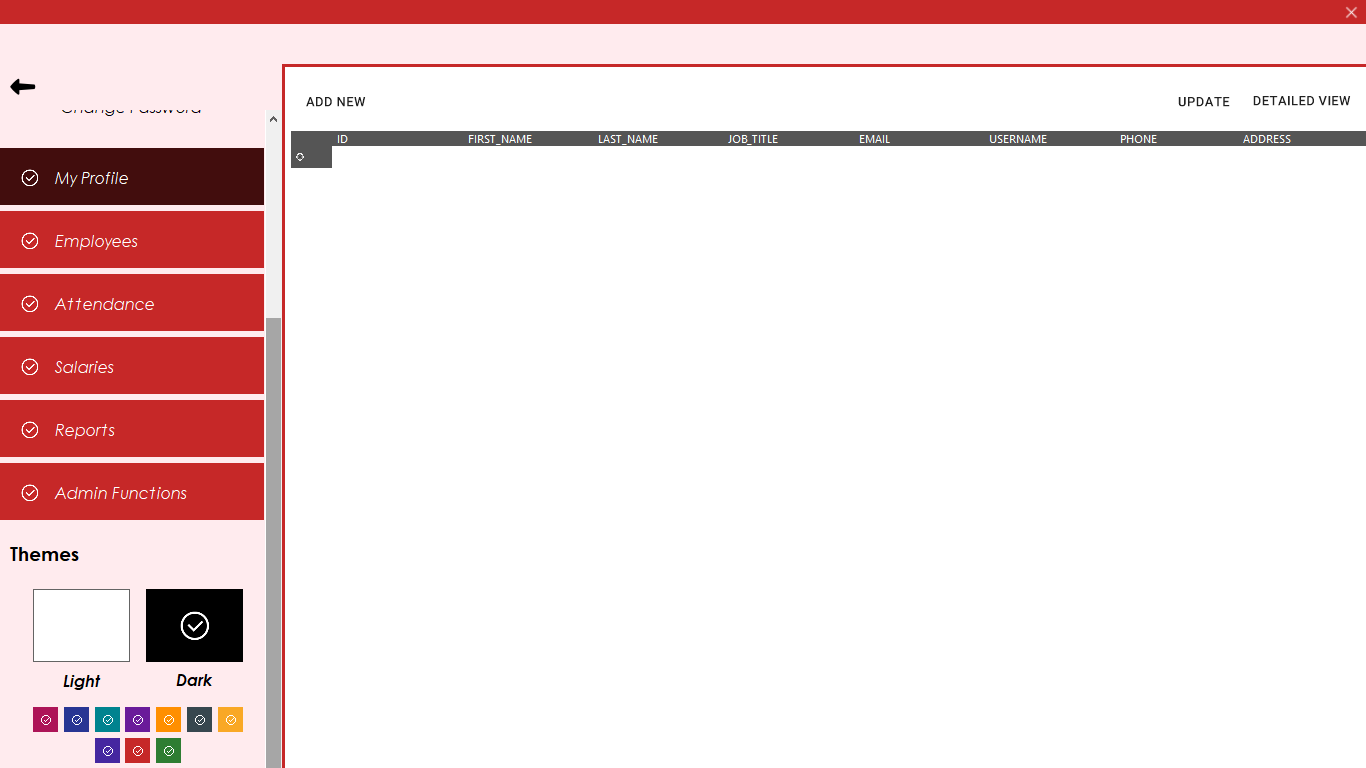 Change Password
My Profile
Employees
Attendance
Salaries
Reports
Admin Functions
Themes
Light Dark
ADD NEW UPDATE DETAILED VIEW
ID FIRST_NAME LAST_NAME JOB_TITLE EMAIL USERNAME PHONE ADDRESS